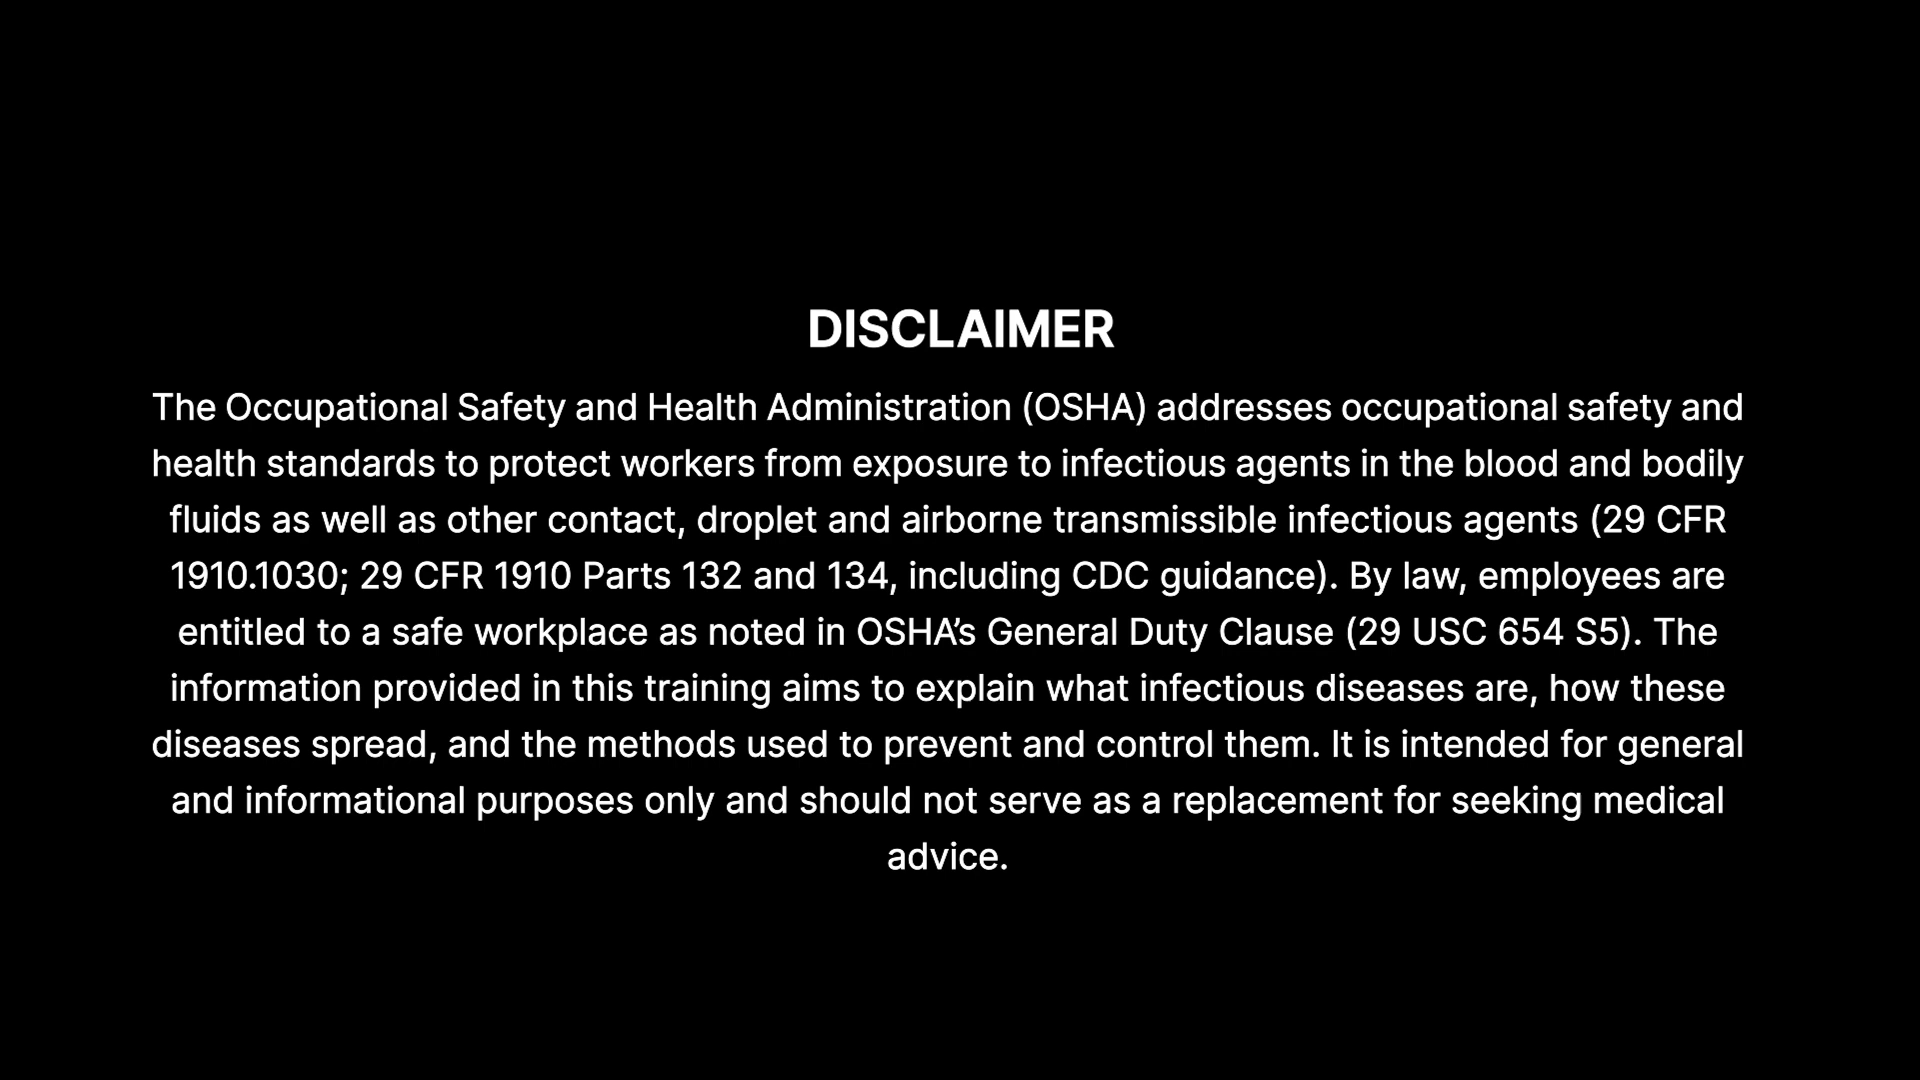 DISCLAIMER
The Occupational Safety and Health Administration (OSHA) addresses occupational safety and
health standards to protect workers from exposure to infectious agents in the blood and bodily
fluids as well as other contact, droplet and airborne transmissible infectious agents (29 CFR
1910.1030; 29 CFR 1910 Parts 132 and 134, including CDC guidance). By law, employees are
entitled to a safe workplace as noted in OSHA’s General Duty Clause (29 USC 654 S5). The
information provided in this training aims to explain what infectious diseases are, how these
diseases spread, and the methods used to prevent and control them. It is intended for general
and informational purposes only and should not serve as a replacement for seeking medical
advice.